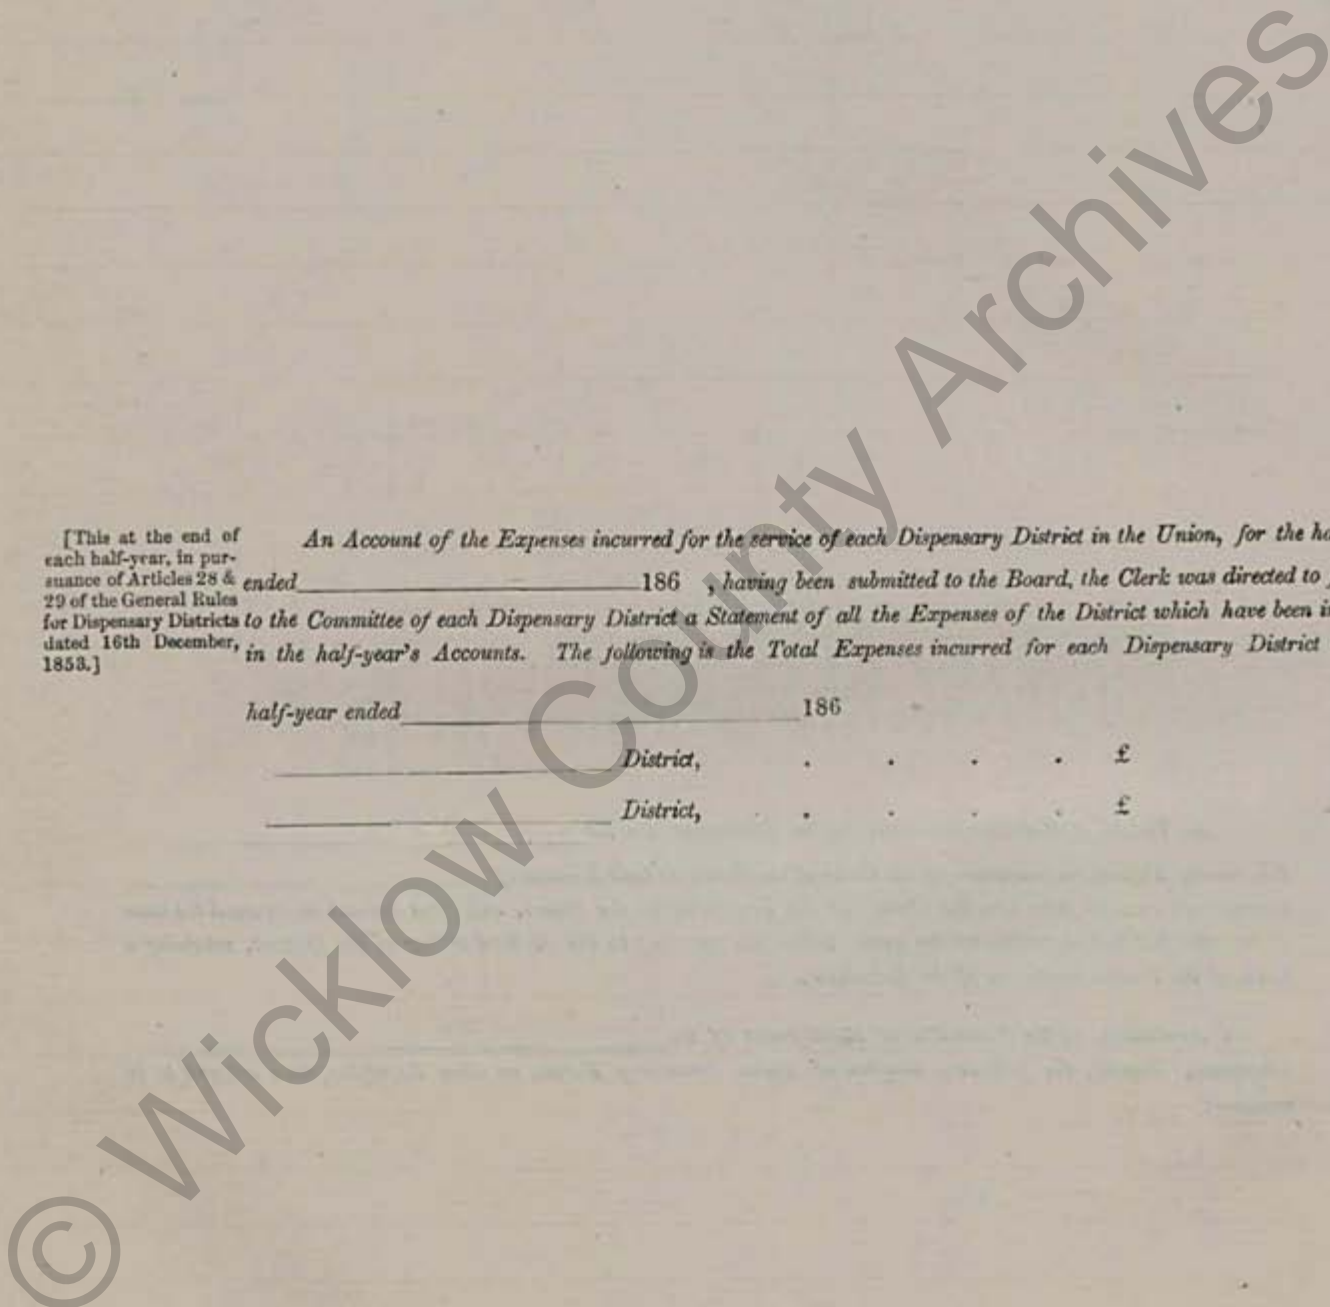 [This at the end of
each half-year, in pur-
suance of Articles 28 &
29 of the General Rules
for Dispensary Districts
dated 16th December,
1853.]
An Account of the Expenses incurred for the service of each Dispensary District in the Union, for the ha
ended 186 , having been submitted to the Board, the Clerk was directed to
to the Committee of each Dispensary District a Statement of all the Expenses of the District which have been i
in the half-year's Accounts. The following is the Total Expenses incurred for each Dispensary District
half-year ended 186
District, . . . . £
District, . . . . £
© Wicklow County Archives